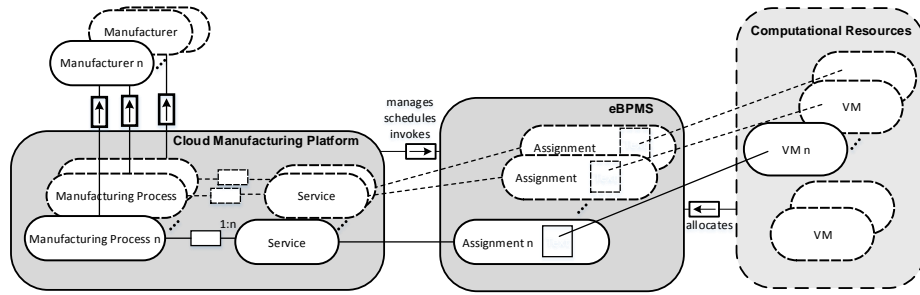 Manufacturer
Manufacturer n
Computational Resources
VM
VM n
VM
manages
schedules
invokes
eBPMS
Assignment
Assignment
Assignment n
allocates
Cloud Manufacturing Platform
Manufacturing Process
Service
1:n
Manufacturing Process n
Service